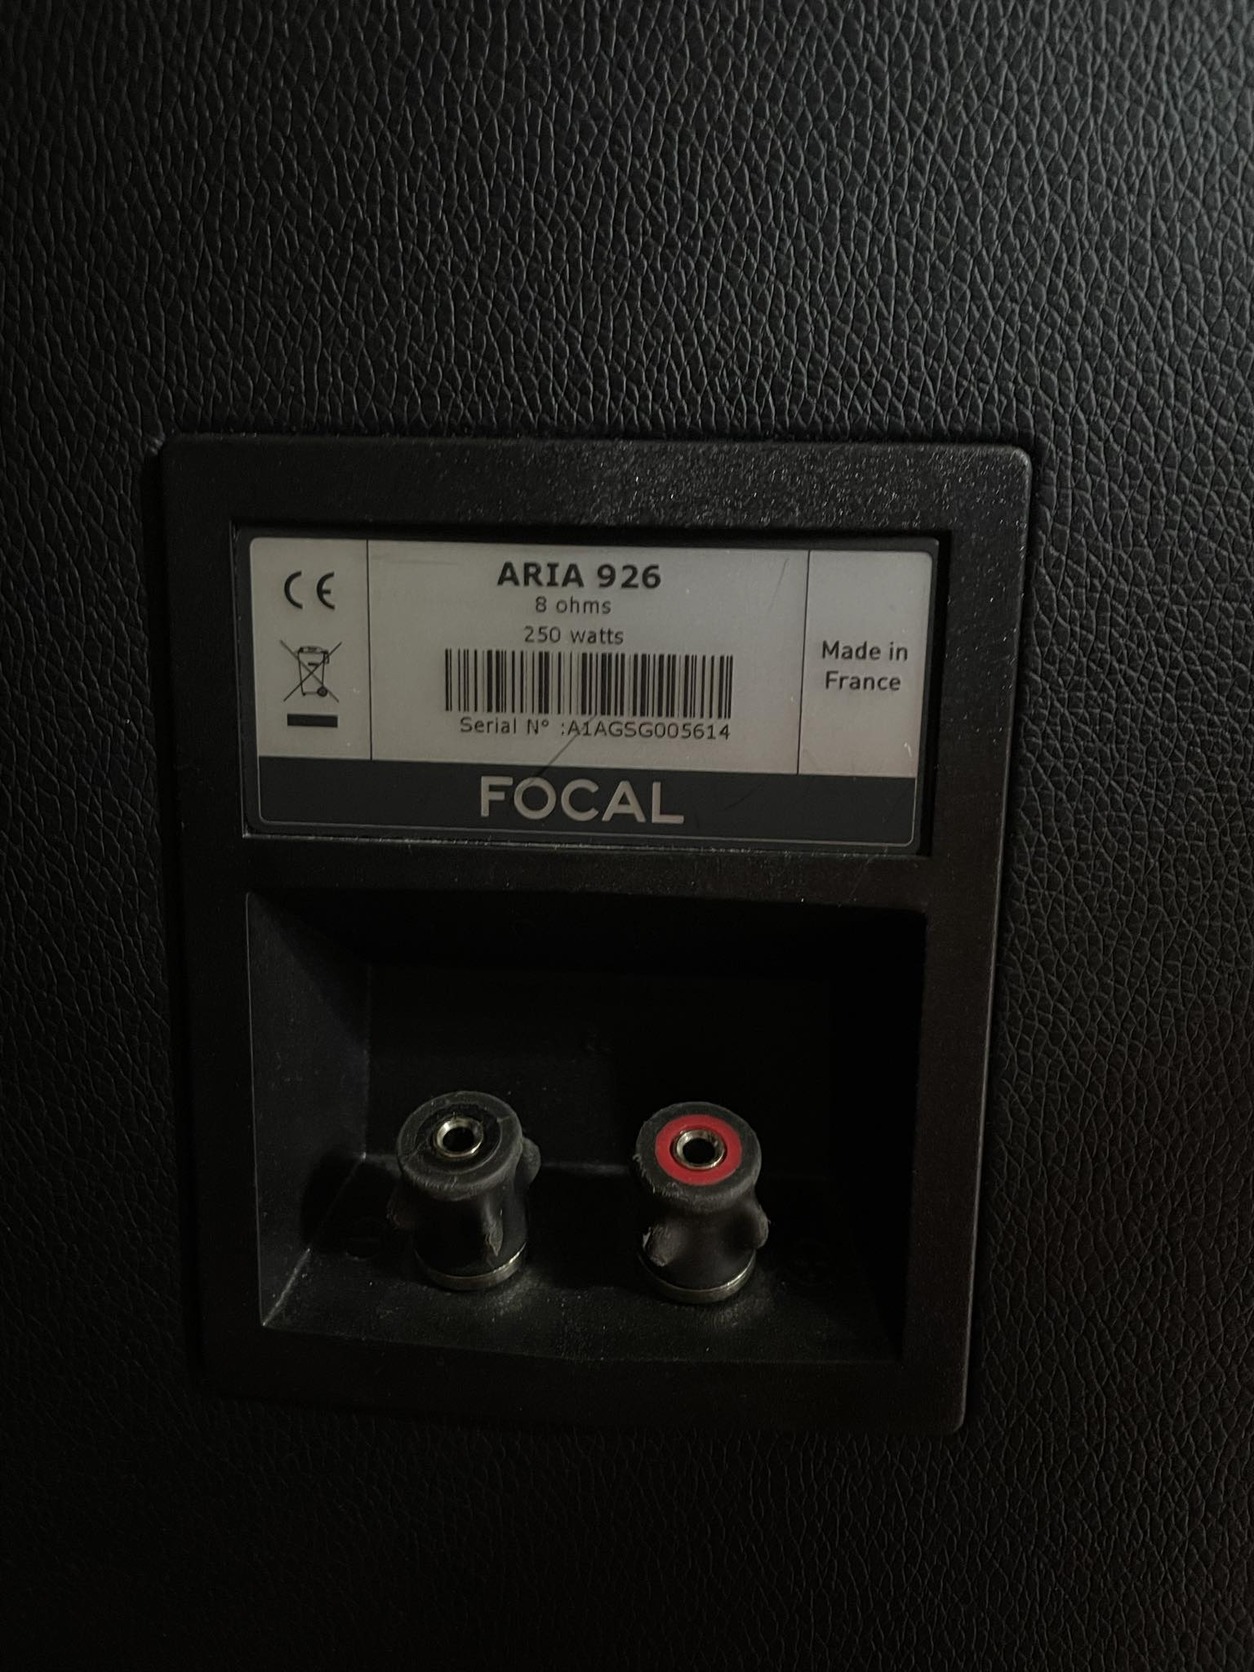 CE
ARIA 926
8 ohms
250 watts
Serial N° :A1AGSG005614
Made in
France
FOCAL